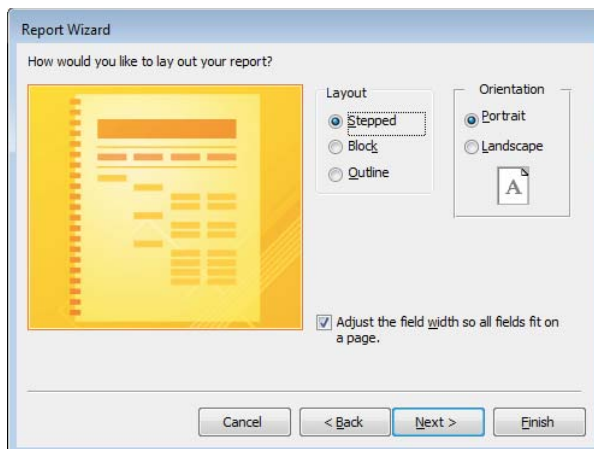 Report Wizard
How would you like to lay out your report?
Layout
Stepped
Block
Outline
Orientation
Portrait
Landscape
A
Adjust the field width so all fields fit on
a page.
Cancel
< Back
Next >
Finish